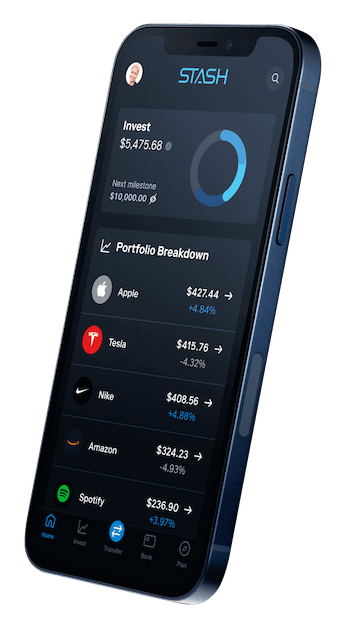 STASH
Invest
$5,475.68
Next milestone
$10,000.00
Portfolio Breakdown
Apple
$427.44
+4.84%
Tesla
$415.76
-4.32%
Nike
$408.56
+4.88%
Amazon
$324.23
-4.93%
Spotify
$236.90
+3.97%
Home
Invest
Transfer
Bank
Plan